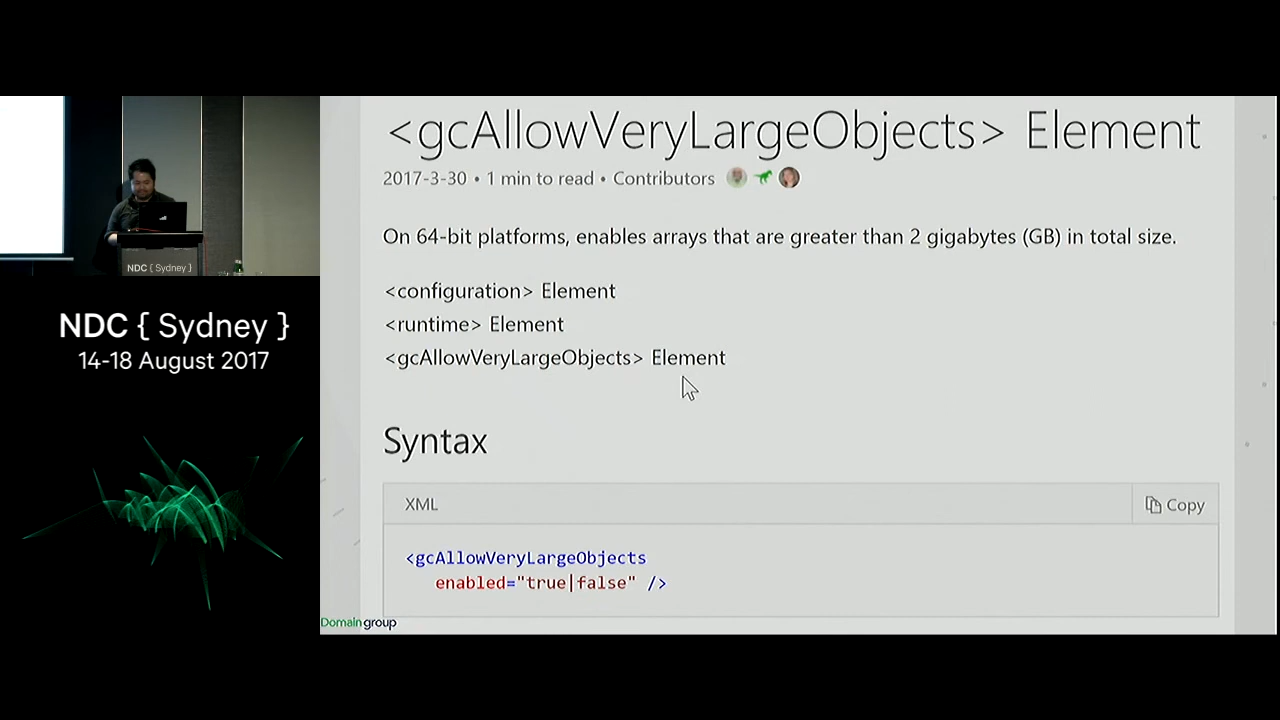 NDC { Sydney }
NDC { Sydney }
14-18 August 2017
<gcAllowVeryLargeObjects> Element
2017-3-30 • 1 min to read • Contributors
On 64-bit platforms, enables arrays that are greater than 2 gigabytes (GB) in total size.
<configuration> Element
<runtime> Element
<gcAllowVeryLargeObjects> Element
Syntax
XML
Copy
<gcAllowVeryLargeObjects
enabled="true|false" />
Domain group